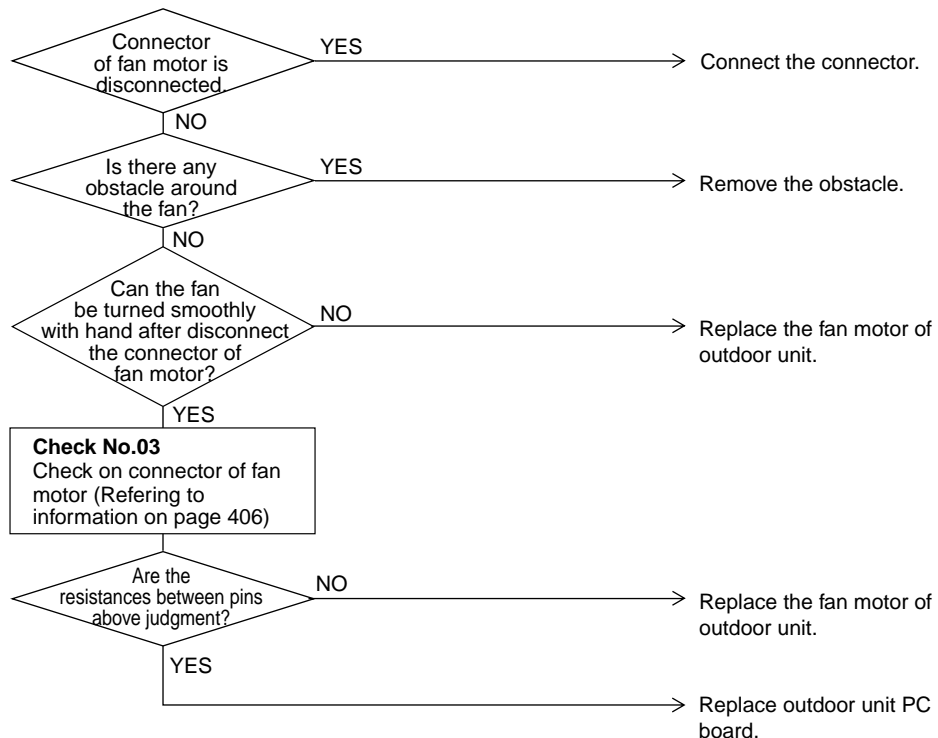 Connector
of fan motor is
disconnected.
YES
Connect the connector.
NO
Is there any
obstacle around
the fan?
YES
Remove the obstacle.
NO
Can the fan
be turned smoothly
with hand after disconnect
the connector of
fan motor?
NO
Replace the fan motor of
outdoor unit.
YES
Check No.03
Check on connector of fan
motor (Refering to
information on page 406)
Are the
resistances between pins
above judgment?
NO
Replace the fan motor of
outdoor unit.
YES
Replace outdoor unit PC
board.